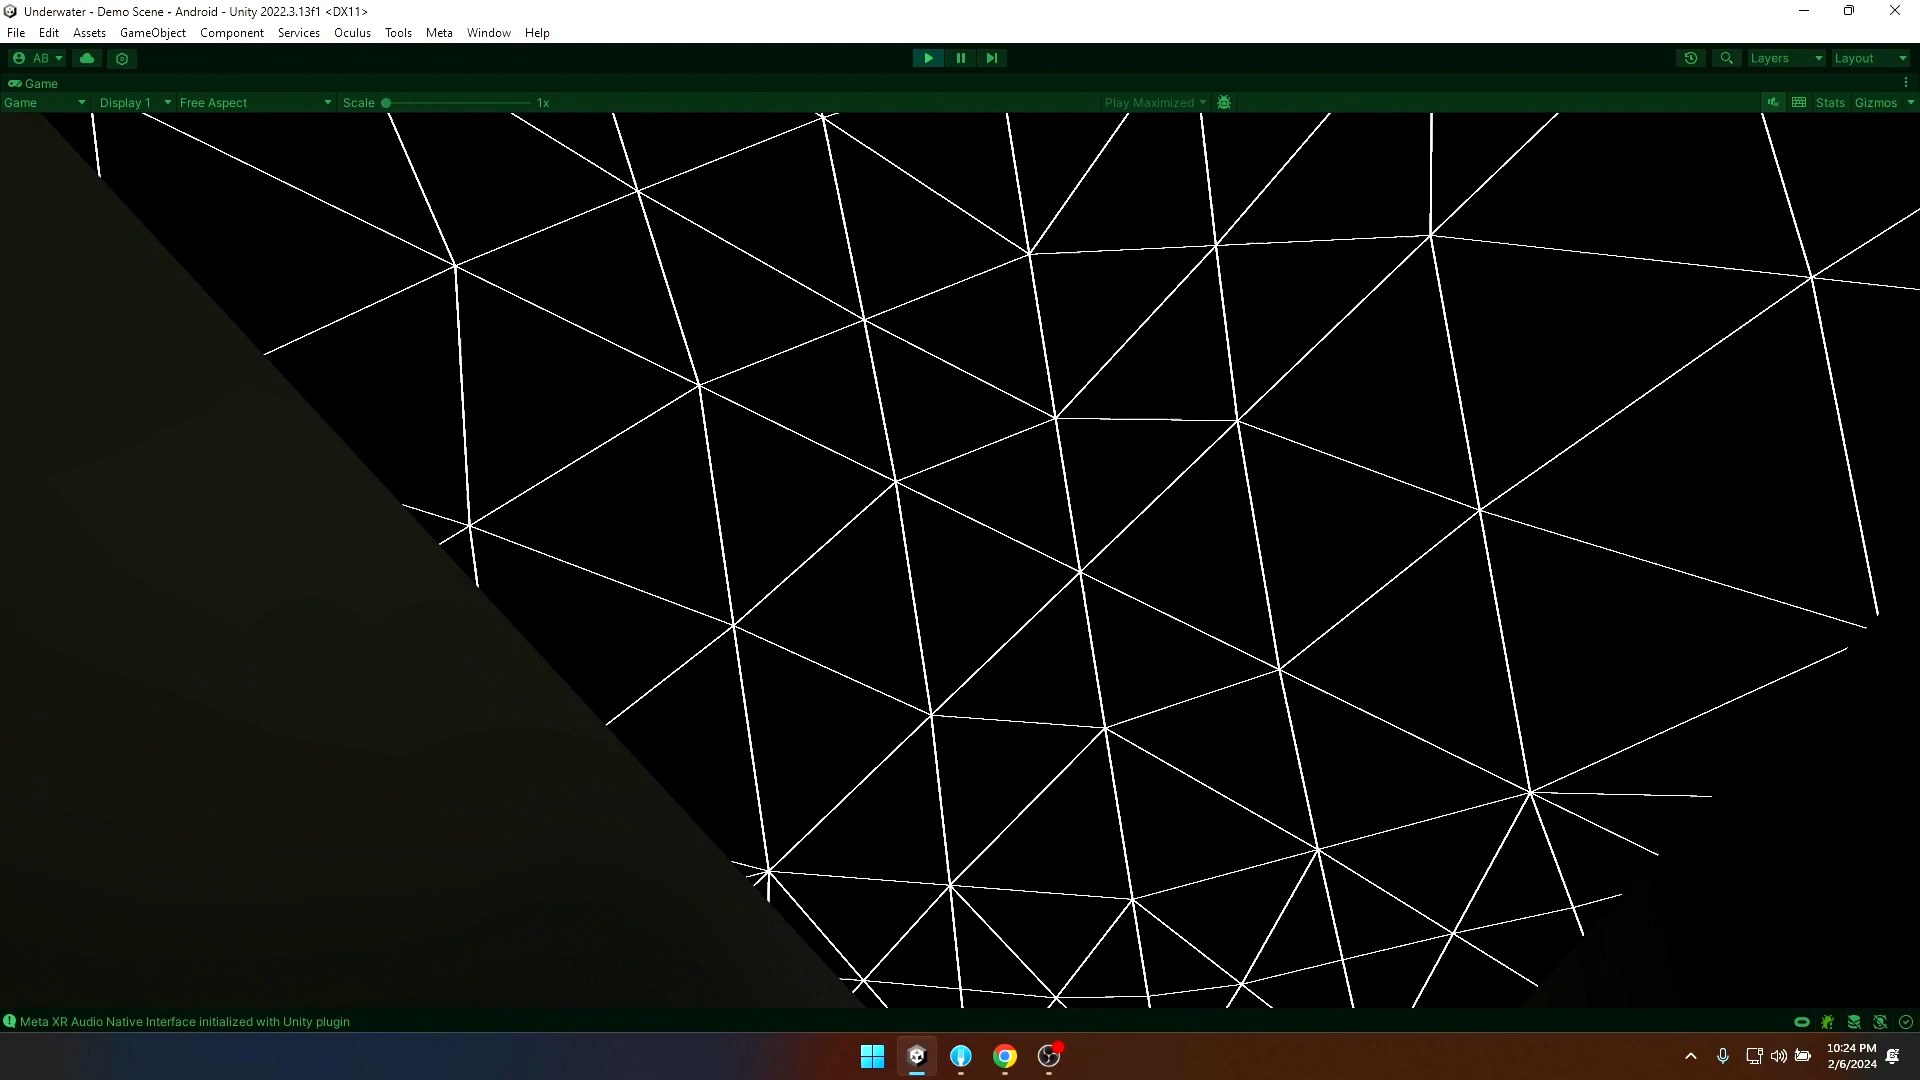 Underwater - Demo Scene - Android - Unity 2022.3.13f1 <DX11>
File Edit Assets GameObject Component Services Oculus Tools Meta Window Help
AB Layers Layout
Game
Game Display 1 Free Aspect Scale 1x Play Maximized Stats Gizmos
Meta XR Audio Native Interface initialized with Unity plugin
10:24 PM
2/6/2024